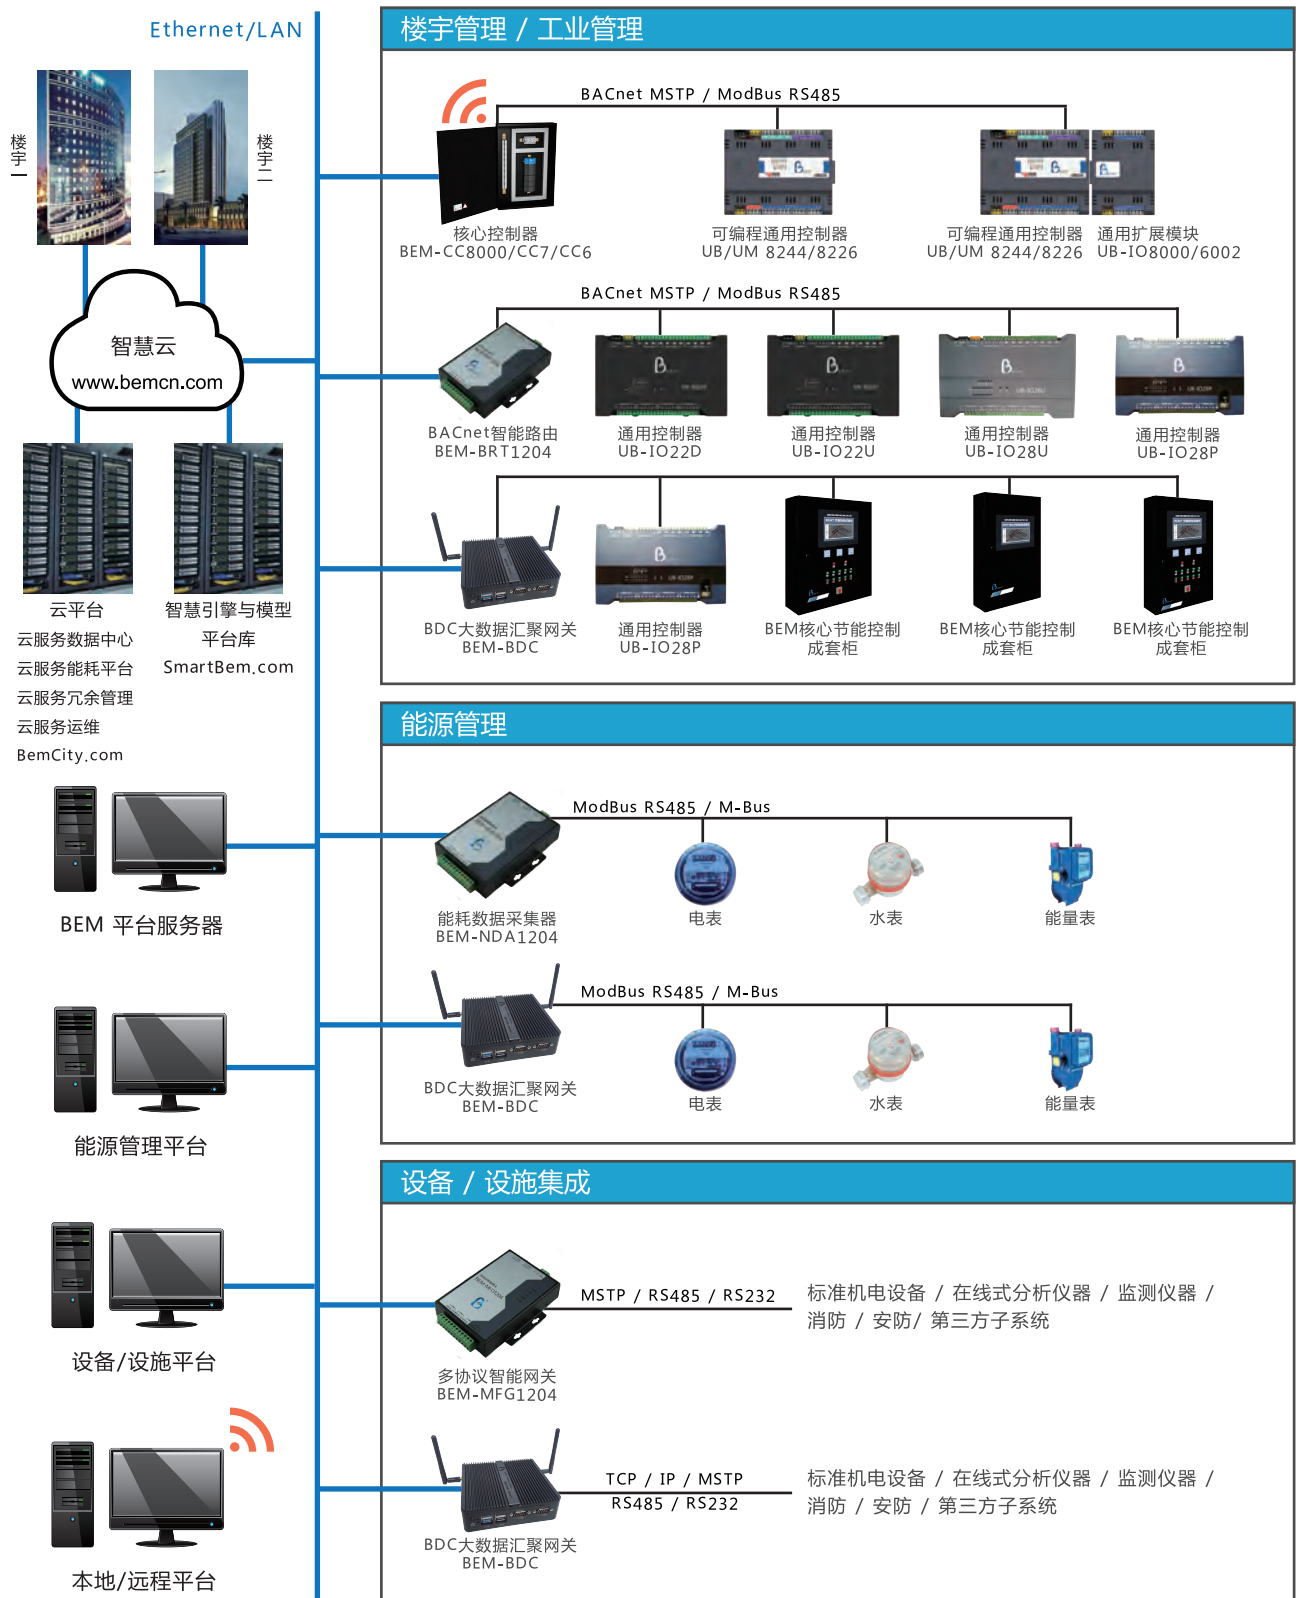 Ethernet/LAN
楼宇一
楼宇二
智慧云
www.bemcn.com
云平台
云服务数据中心
云服务能耗平台
云服务冗余管理
云服务运维
BemCity.com
智慧引擎与模型
平台库
SmartBem.com
BEM 平台服务器
能源管理平台
设备/设施平台
本地/远程平台
楼宇管理 / 工业管理
BACnet MSTP / ModBus RS485
核心控制器
BEM-CC8000/CC7/CC6
可编程通用控制器
UB/UM 8244/8226
可编程通用控制器
UB/UM 8244/8226
通用扩展模块
UB-IO8000/6002
BACnet MSTP / ModBus RS485
BACnet智能路由
BEM-BRT1204
通用控制器
UB-IO22D
通用控制器
UB-IO22U
通用控制器
UB-IO28U
通用控制器
UB-IO28P
BDC大数据汇聚网关
BEM-BDC
通用控制器
UB-IO28P
BEM核心节能控制
成套柜
BEM核心节能控制
成套柜
BEM核心节能控制
成套柜
能源管理
ModBus RS485 / M-Bus
能耗数据采集器
BEM-NDA1204
电表
水表
能量表
ModBus RS485 / M-Bus
BDC大数据汇聚网关
BEM-BDC
电表
水表
能量表
设备 / 设施集成
MSTP / RS485 / RS232
标准机电设备 / 在线式分析仪器 / 监测仪器 /
消防 / 安防/ 第三方子系统
多协议智能网关
BEM-MFG1204
TCP / IP / MSTP
RS485 / RS232
标准机电设备 / 在线式分析仪器 / 监测仪器 /
消防 / 安防 / 第三方子系统
BDC大数据汇聚网关
BEM-BDC